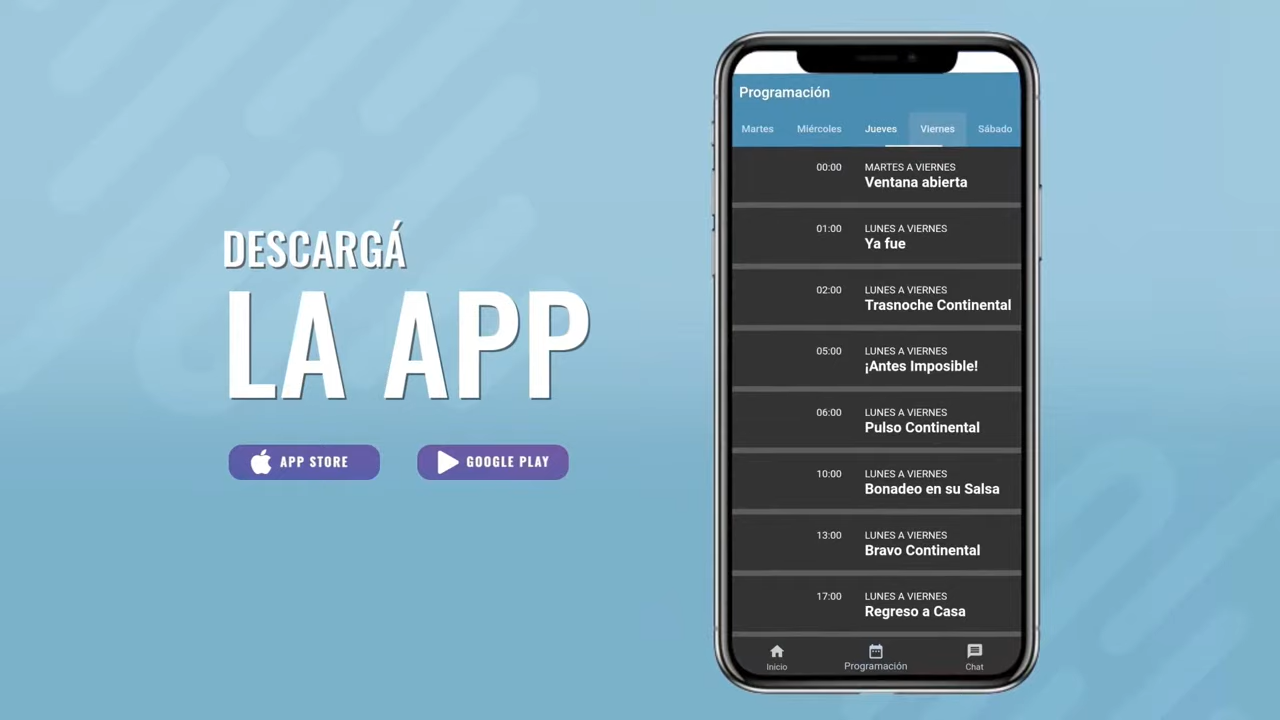 DESCARGÁ
LA APP
APP STORE
GOOGLE PLAY
Programación
Martes Miércoles Jueves Viernes Sábado
00:00 MARTES A VIERNES
Ventana abierta
01:00 LUNES A VIERNES
Ya fue
02:00 LUNES A VIERNES
Trasnoche Continental
05:00 LUNES A VIERNES
¡Antes Imposible!
06:00 LUNES A VIERNES
Pulso Continental
10:00 LUNES A VIERNES
Bonadeo en su Salsa
13:00 LUNES A VIERNES
Bravo Continental
17:00 LUNES A VIERNES
Regreso a Casa
Inicio Programación Chat